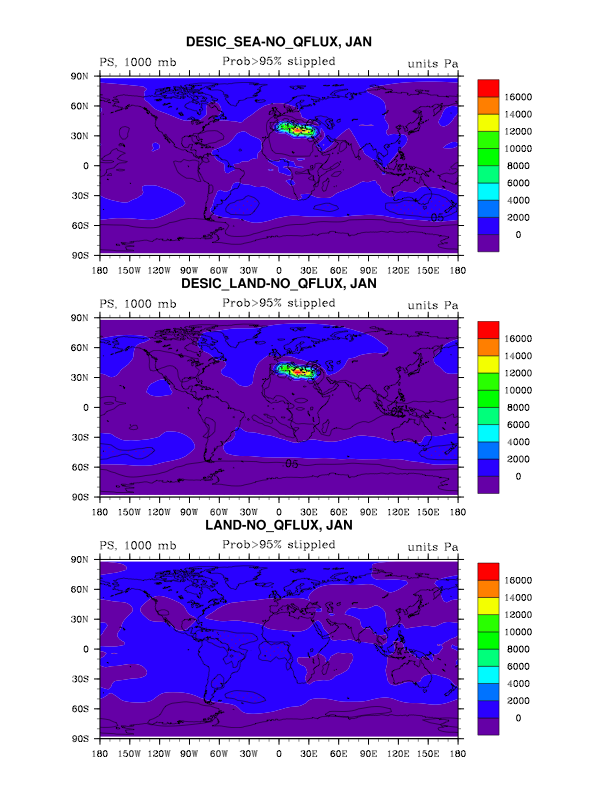 DESIC_SEA-NO_QFLUX, JAN
PS, 1000 mb Prob>95% stippled units Pa
90N
60N
30N
0
30S
60S
90S
180 150W 120W 90W 60W 30W 0 30E 60E 90E 120E 150E 180
16000
14000
12000
10000
8000
6000
4000
2000
0
.05
DESIC_LAND-NO_QFLUX, JAN
PS, 1000 mb Prob>95% stippled units Pa
90N
60N
30N
0
30S
60S
90S
180 150W 120W 90W 60W 30W 0 30E 60E 90E 120E 150E 180
16000
14000
12000
10000
8000
6000
4000
2000
0
.05
LAND-NO_QFLUX, JAN
PS, 1000 mb Prob>95% stippled units Pa
90N
60N
30N
0
30S
60S
90S
180 150W 120W 90W 60W 30W 0 30E 60E 90E 120E 150E 180
16000
14000
12000
10000
8000
6000
4000
2000
0